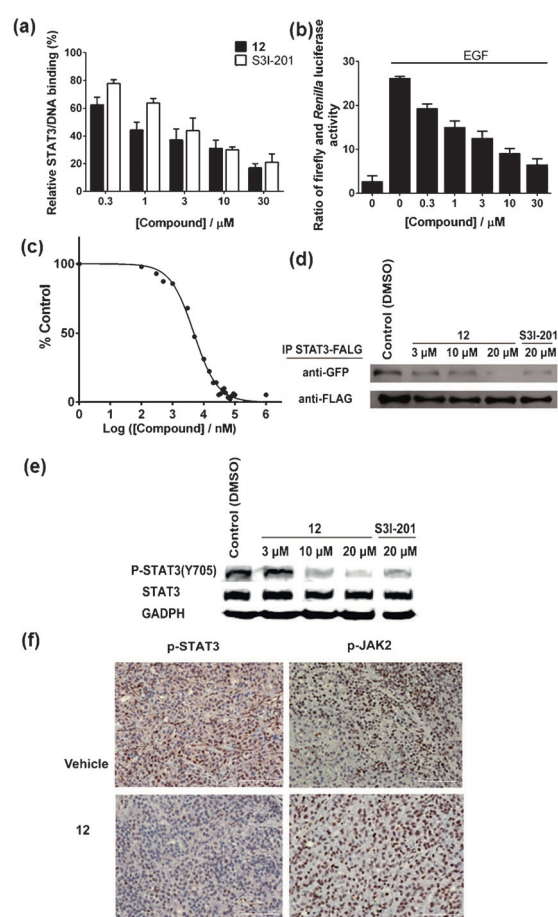 (a)
12
S3I-201
Relative STAT3/DNA binding (%)
100
80
60
40
20
0
0.3 1 3 10 30
[Compound] / μM
(b)
EGF
Ratio of firefly and Renilla luciferase
activity
30
20
10
0
0 0 0.3 1 3 10 30
[Compound] / μM
(c)
% Control
100
50
0
0 1 2 3 4 5 6
Log ([Compound] / nM)
(d)
Control (DMSO)
12 S3I-201
IP STAT3-FALG 3 μM 10 μM 20 μM 20 μM
anti-GFP
anti-FLAG
(e)
Control (DMSO)
12 S3I-201
3 μM 10 μM 20 μM 20 μM
P-STAT3(Y705)
STAT3
GADPH
(f)
p-STAT3 p-JAK2
Vehicle
12